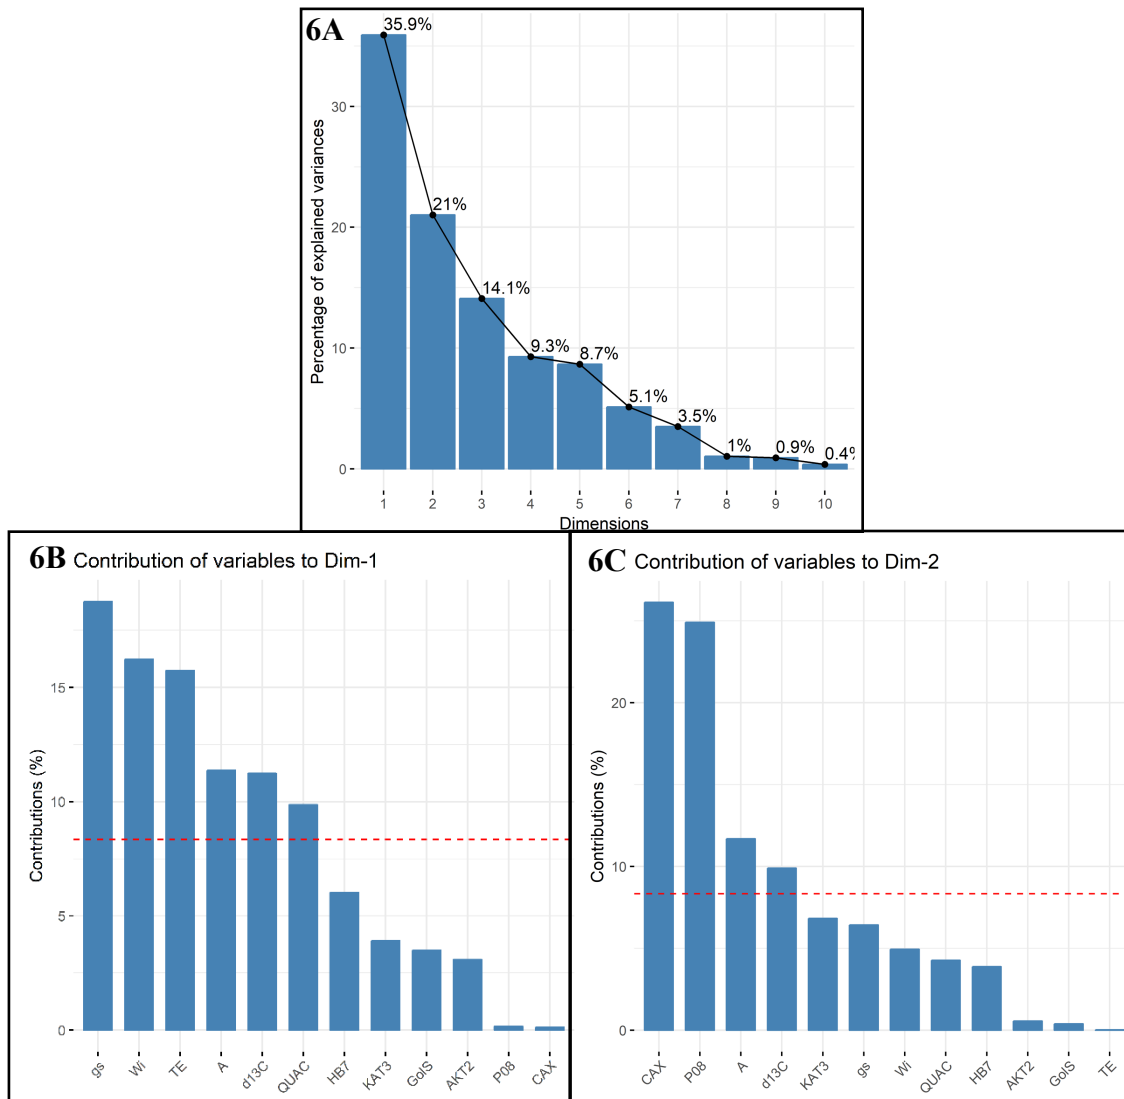 6A
35.9%
21%
14.1%
9.3%
8.7%
5.1%
3.5%
1%
0.9%
0.4%
Percentage of explained variances
30
20
10
0
1 2 3 4 5 6 7 8 9 10
Dimensions
6B Contribution of variables to Dim-1
Contributions (%)
15
10
5
0
gs Wi TE A d13C QUAC HB7 KAT3 GolS AKT2 P08 CAX
6C Contribution of variables to Dim-2
Contributions (%)
20
10
0
CAX P08 A d13C KAT3 gs Wi QUAC HB7 AKT2 GolS TE